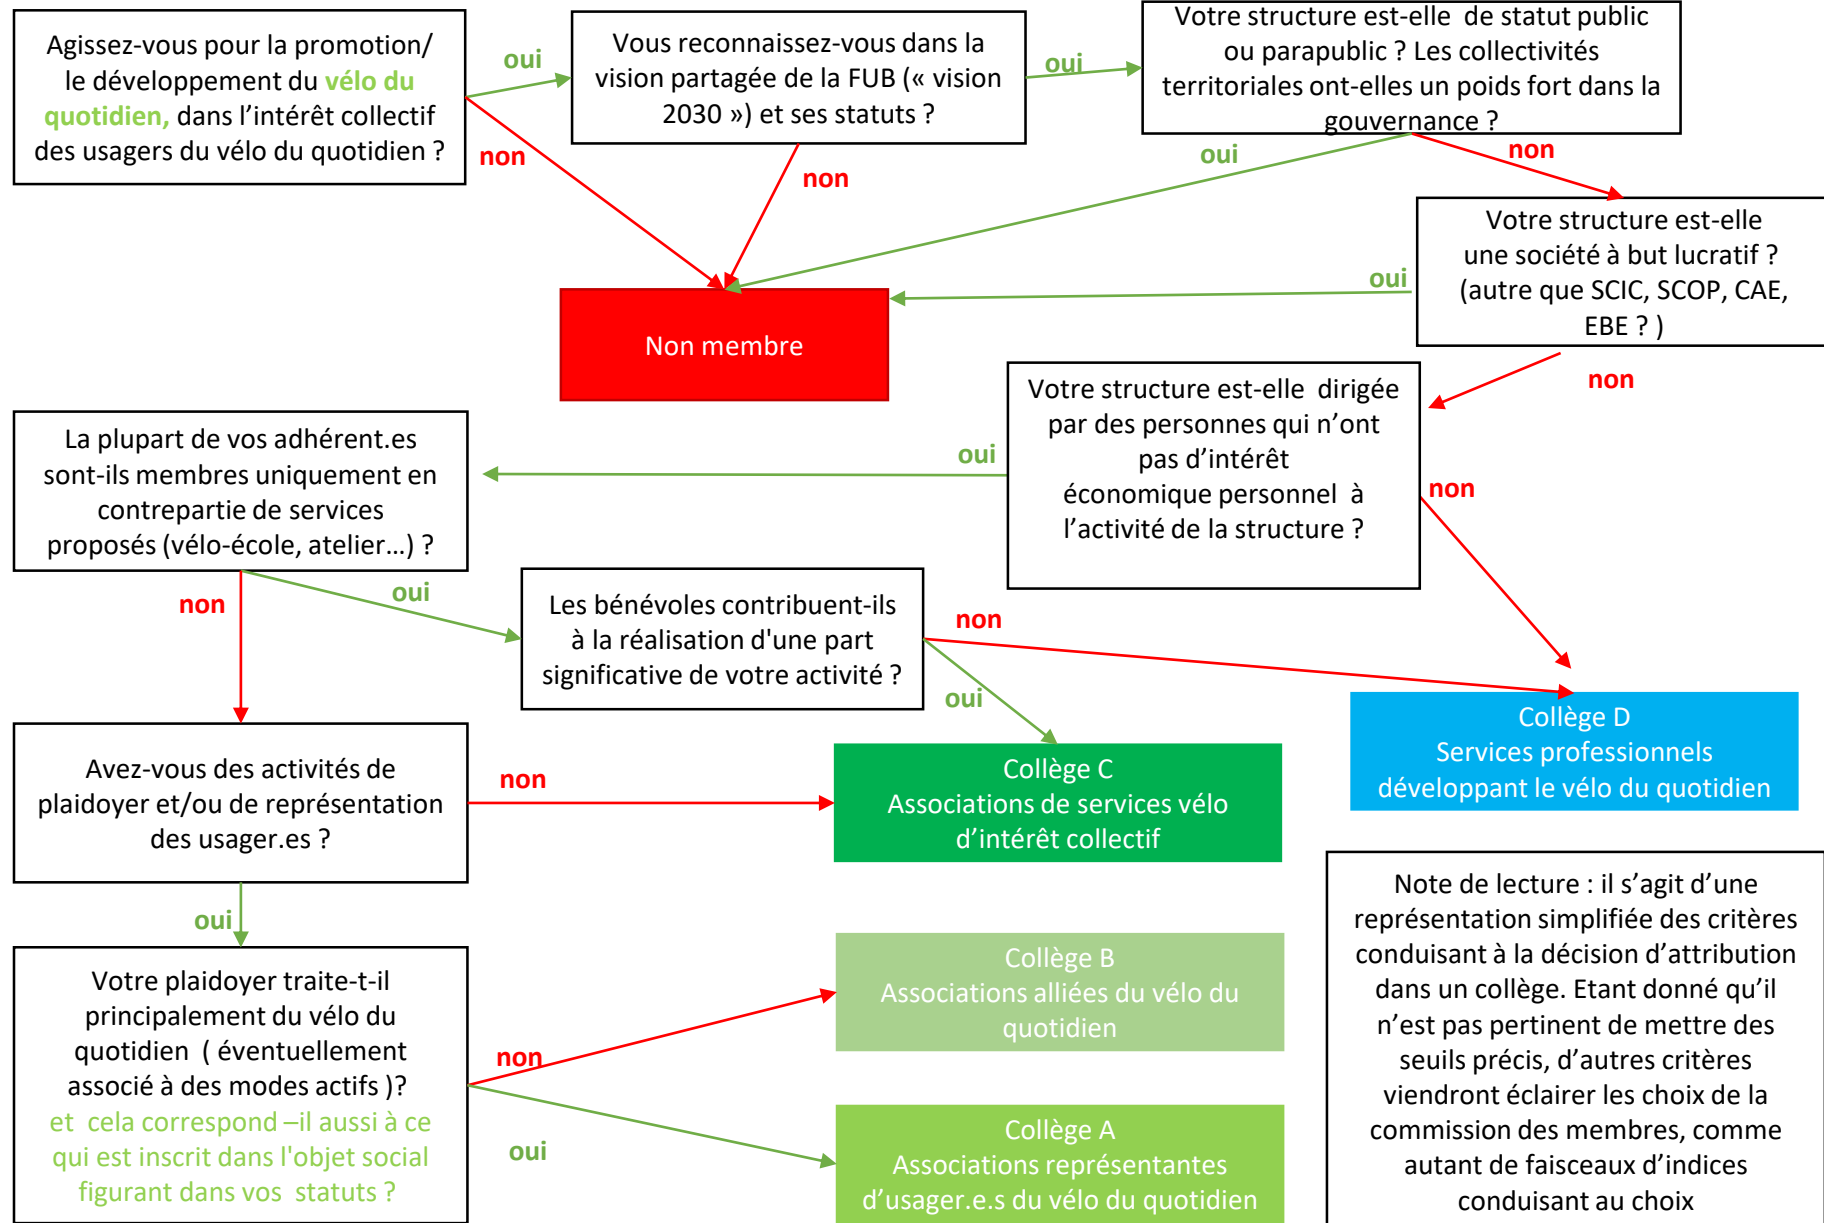 Agissez-vous pour la promotion/
le développement du vélo du
quotidien, dans l’intérêt collectif
des usagers du vélo du quotidien ?
oui
non
Vous reconnaissez-vous dans la
vision partagée de la FUB (« vision
2030 ») et ses statuts ?
oui
non
Votre structure est-elle de statut public
ou parapublic ? Les collectivités
territoriales ont-elles un poids fort dans la
gouvernance ?
oui
non
Votre structure est-elle
une société à but lucratif ?
(autre que SCIC, SCOP, CAE,
EBE ? )
oui
non
Non membre
Votre structure est-elle dirigée
par des personnes qui n’ont
pas d’intérêt
économique personnel à
l’activité de la structure ?
oui
non
La plupart de vos adhérent.es
sont-ils membres uniquement en
contrepartie de services
proposés (vélo-école, atelier…) ?
non
oui
Les bénévoles contribuent-ils
à la réalisation d'une part
significative de votre activité ?
non
oui
Collège D
Services professionnels
développant le vélo du quotidien
Avez-vous des activités de
plaidoyer et/ou de représentation
des usager.es ?
non
oui
Collège C
Associations de services vélo
d’intérêt collectif
Votre plaidoyer traite-t-il
principalement du vélo du
quotidien ( éventuellement
associé à des modes actifs )?
et cela correspond –il aussi à ce
qui est inscrit dans l'objet social
figurant dans vos statuts ?
non
oui
Collège B
Associations alliées du vélo du
quotidien
Collège A
Associations représentantes
d’usager.e.s du vélo du quotidien
Note de lecture : il s’agit d’une
représentation simplifiée des critères
conduisant à la décision d’attribution
dans un collège. Etant donné qu’il
n’est pas pertinent de mettre des
seuils précis, d’autres critères
viendront éclairer les choix de la
commission des membres, comme
autant de faisceaux d’indices
conduisant au choix